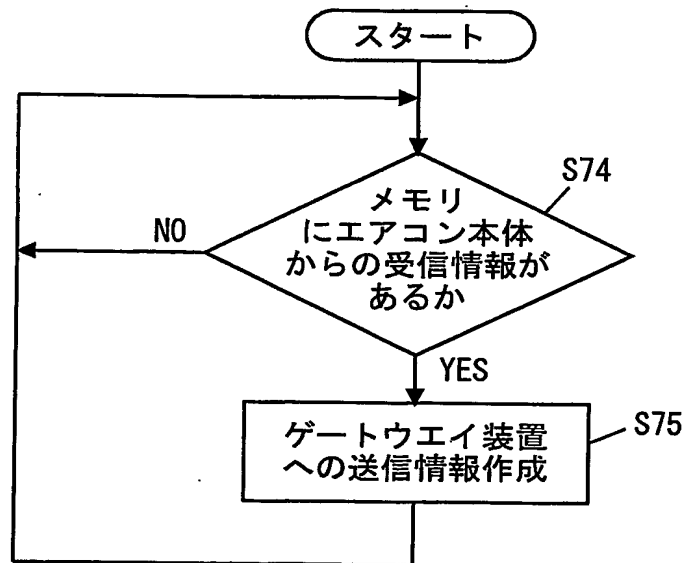 スタート
S74
メモリ
にエアコン本体
からの受信情報が
あるか
NO
YES
ゲートウエイ装置
への送信情報作成
S75